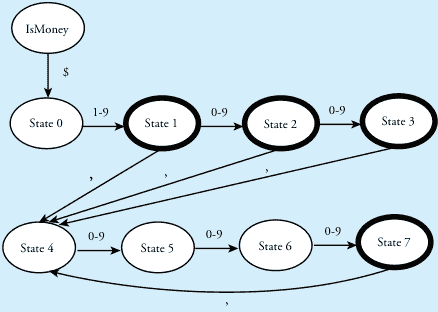 IsMoney
$
State 0
1-9
State 1
0-9
State 2
0-9
State 3
,
,
,
State 4
0-9
State 5
0-9
State 6
0-9
State 7
,